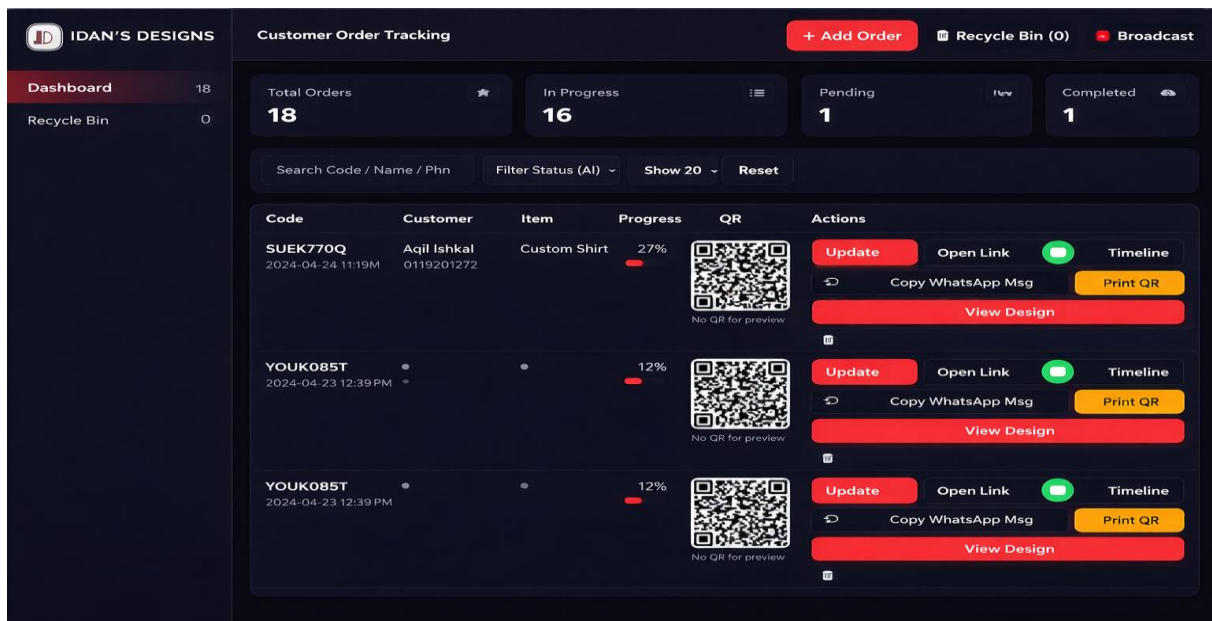 IDAN'S DESIGNS
Customer Order Tracking
+ Add Order
Recycle Bin (0)
Broadcast
Dashboard 18
Recycle Bin 0
Total Orders
18
In Progress
16
Pending
1
Completed
1
Search Code / Name / Phn
Filter Status (AI)
Show 20
Reset
Code Customer Item Progress QR Actions
SUEK770Q Aqil Ishkal Custom Shirt 27% Update Open Link Timeline
2024-04-24 11:19M 0119201272
Copy WhatsApp Msg Print QR
View Design
No QR for preview
YOUK085T 12% Update Open Link Timeline
2024-04-23 12:39 PM
Copy WhatsApp Msg Print QR
View Design
No QR for preview
YOUK085T 12% Update Open Link Timeline
2024-04-23 12:39 PM
Copy WhatsApp Msg Print QR
View Design
No QR for preview